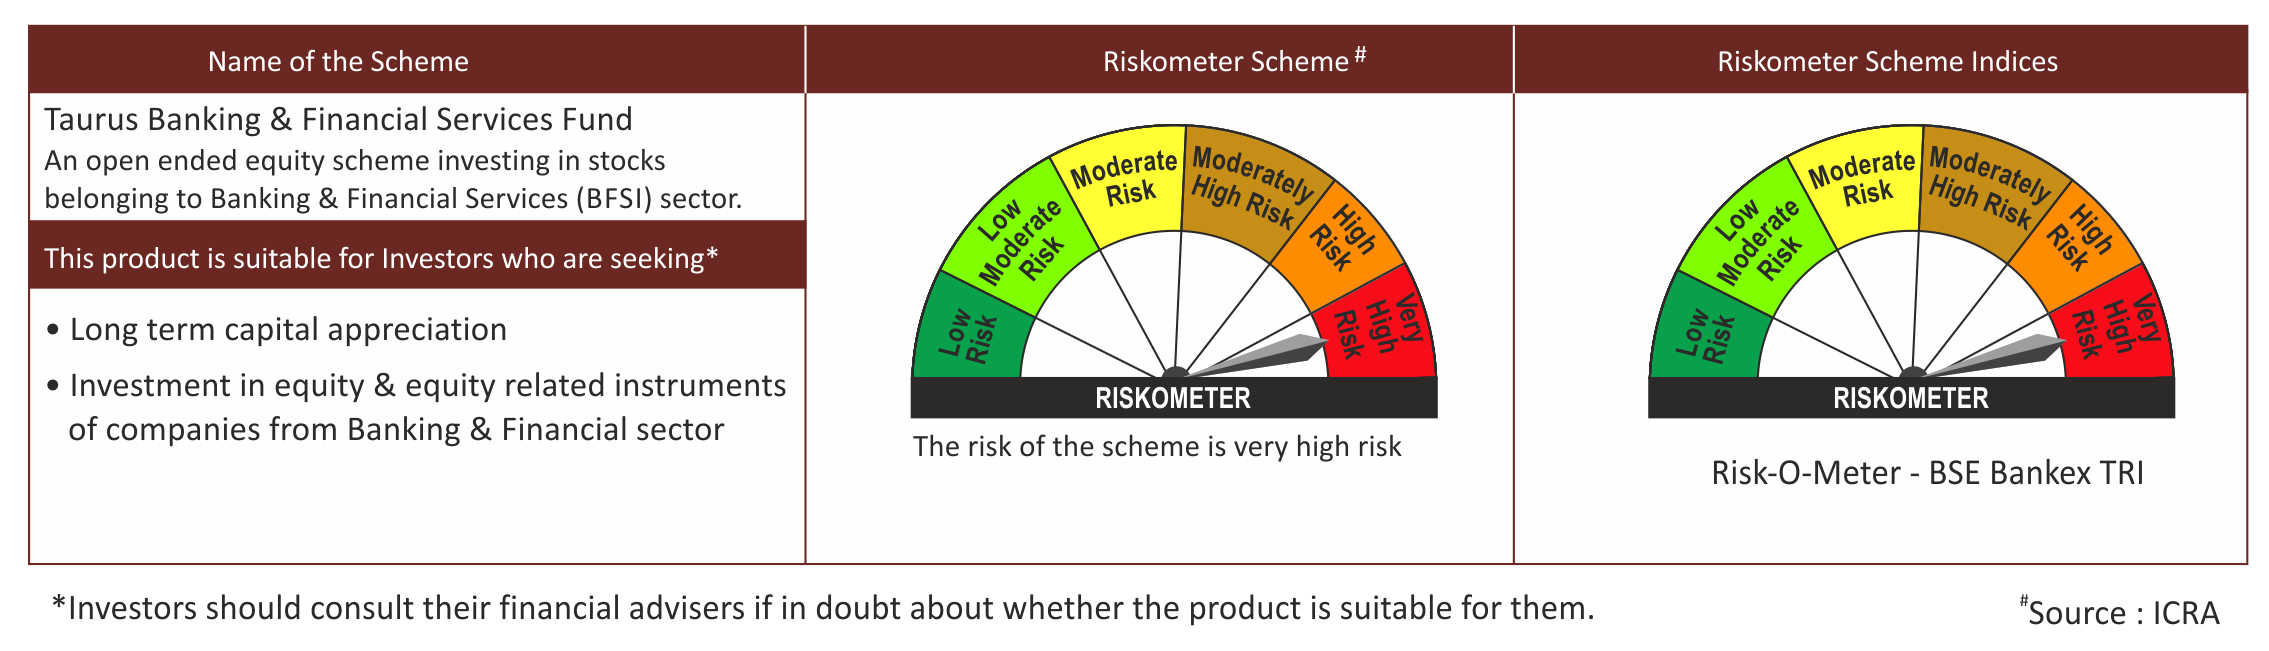 Name of the Scheme
Riskometer Scheme#
Riskometer Scheme Indices
Taurus Banking & Financial Services Fund
An open ended equity scheme investing in stocks
belonging to Banking & Financial Services (BFSI) sector.
This product is suitable for Investors who are seeking*
• Long term capital appreciation
• Investment in equity & equity related instruments
of companies from Banking & Financial sector
Low
Risk
Low
Moderate
Risk
Moderate
Risk
Moderately
High Risk
High
Risk
Very
High
Risk
RISKOMETER
The risk of the scheme is very high risk
Low
Risk
Low
Moderate
Risk
Moderate
Risk
Moderately
High Risk
High
Risk
Very
High
Risk
RISKOMETER
Risk-O-Meter - BSE Bankex TRI
*Investors should consult their financial advisers if in doubt about whether the product is suitable for them.
#Source : ICRA